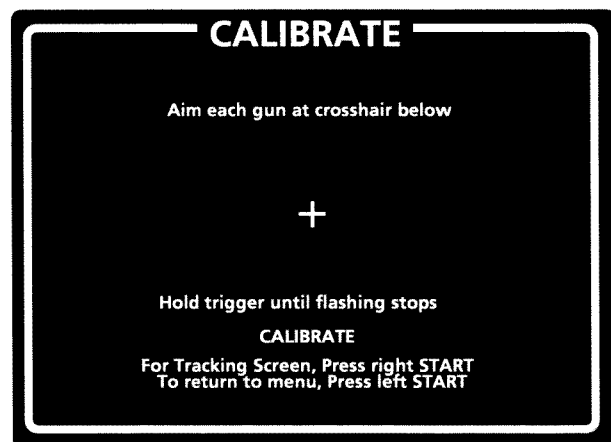 CALIBRATE
Aim each gun at crosshair below
Hold trigger until flashing stops
CALIBRATE
For Tracking Screen, Press right START
To return to menu, Press left START